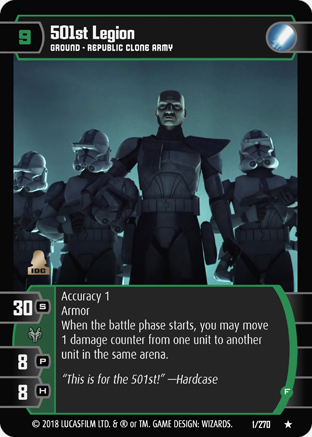 9
501st Legion
GROUND - REPUBLIC CLONE ARMY
IDC
30 S
Accuracy 1
Armor
When the battle phase starts, you may move
1 damage counter from one unit to another
unit in the same arena.
8 P
"This is for the 501st!" —Hardcase
8 H
F
© 2018 LUCASFILM LTD. & ® or TM. GAME DESIGN: WIZARDS. 1/270 ★